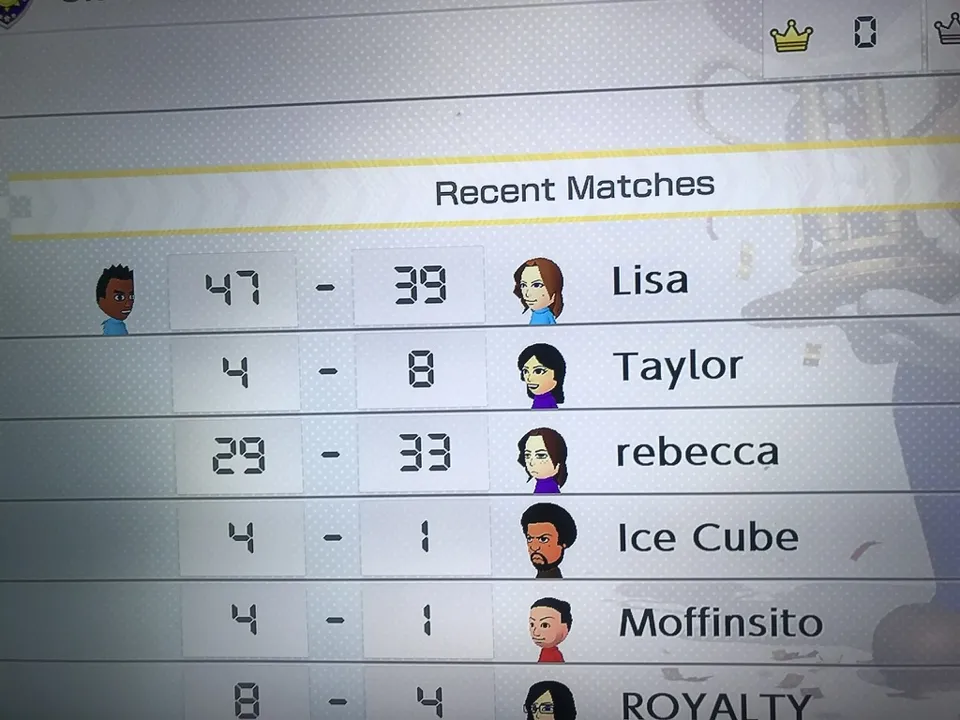 0
Recent Matches
47 - 39 Lisa
4 - 8 Taylor
29 - 33 rebecca
4 - 1 Ice Cube
4 - 1 Moffinsito
8 - 4 ROYALTY